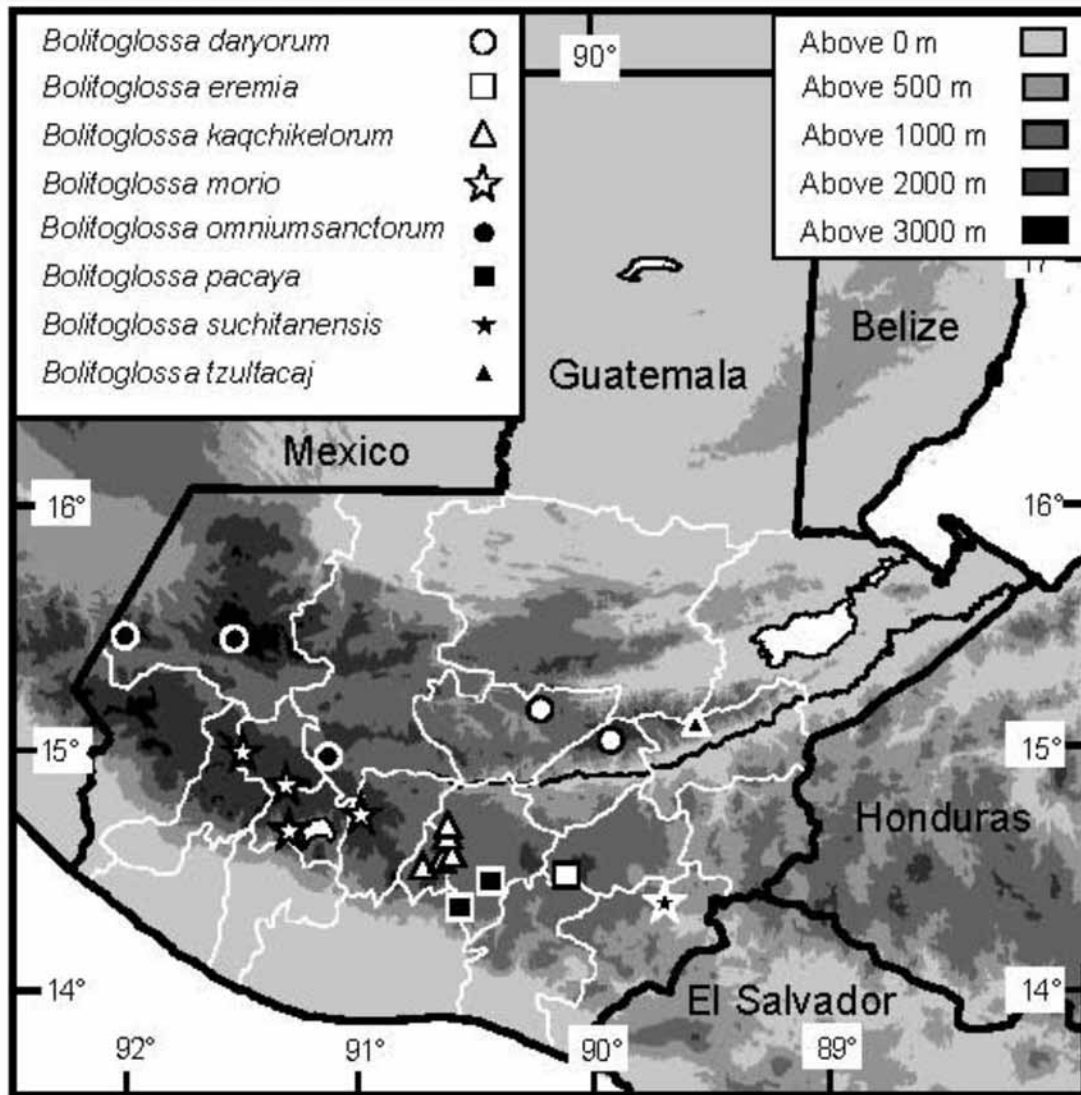 Bolitoglossa daryorum
Bolitoglossa eremia
Bolitoglossa kaqchikelorum
Bolitoglossa morio
Bolitoglossa omniumsanctorum
Bolitoglossa pacaya
Bolitoglossa suchitanensis
Bolitoglossa tzultacaj
90°
Above 0 m
Above 500 m
Above 1000 m
Above 2000 m
Above 3000 m
Belize
Guatemala
Mexico
16°
16°
15°
15°
Honduras
14°
14°
El Salvador
92°
91°
90°
89°